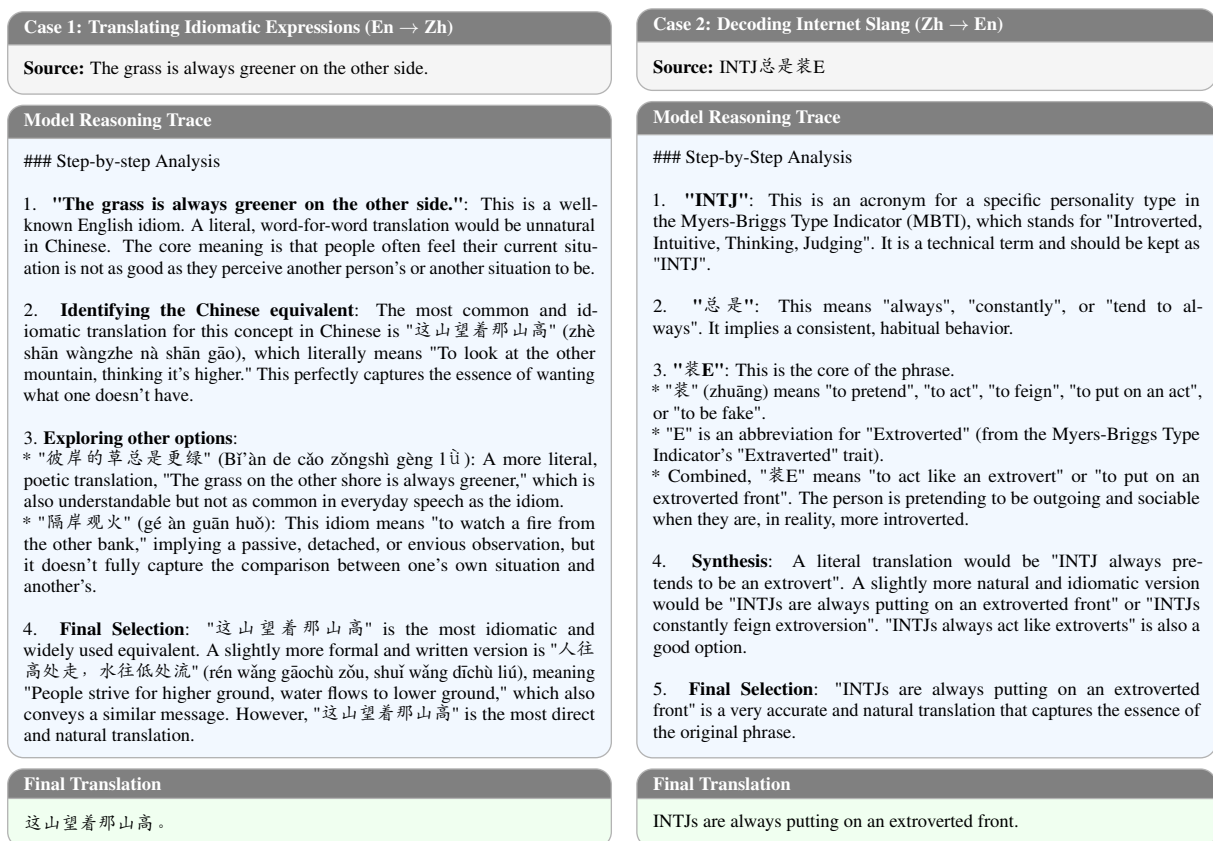 Case 1: Translating Idiomatic Expressions (En → Zh)
Source: The grass is always greener on the other side.
Model Reasoning Trace
### Step-by-step Analysis
1. "The grass is always greener on the other side.": This is a well-
known English idiom. A literal, word-for-word translation would be unnatural
in Chinese. The core meaning is that people often feel their current situ-
ation is not as good as they perceive another person's or another situation to be.
2. Identifying the Chinese equivalent: The most common and id-
iomatic translation for this concept in Chinese is "这山望着那山高" (zhè
shān wàngzhe nà shān gāo), which literally means "To look at the other
mountain, thinking it's higher." This perfectly captures the essence of wanting
what one doesn't have.
3. Exploring other options:
* "彼岸的草总是更绿" (Bǐ'àn de cǎo zǒngshì gèng lǜ): A more literal,
poetic translation, "The grass on the other shore is always greener," which is
also understandable but not as common in everyday speech as the idiom.
* "隔岸观火" (gé àn guān huǒ): This idiom means "to watch a fire from
the other bank," implying a passive, detached, or envious observation, but
it doesn't fully capture the comparison between one's own situation and
another's.
4. Final Selection: "这山望着那山高" is the most idiomatic and
widely used equivalent. A slightly more formal and written version is "人往
高处走，水往低处流" (rén wǎng gāochù zǒu, shuǐ wǎng dīchù liú), meaning
"People strive for higher ground, water flows to lower ground," which also
conveys a similar message. However, "这山望着那山高" is the most direct
and natural translation.
Final Translation
这山望着那山高。
Case 2: Decoding Internet Slang (Zh → En)
Source: INTJ总是装E
Model Reasoning Trace
### Step-by-Step Analysis
1. "INTJ": This is an acronym for a specific personality type in
the Myers-Briggs Type Indicator (MBTI), which stands for "Introverted,
Intuitive, Thinking, Judging". It is a technical term and should be kept as
"INTJ".
2. "总是": This means "always", "constantly", or "tend to al-
ways". It implies a consistent, habitual behavior.
3. "装E": This is the core of the phrase.
* "装" (zhuāng) means "to pretend", "to act", "to feign", "to put on an act",
or "to be fake".
* "E" is an abbreviation for "Extroverted" (from the Myers-Briggs Type
Indicator's "Extraverted" trait).
* Combined, "装E" means "to act like an extrovert" or "to put on an
extroverted front". The person is pretending to be outgoing and sociable
when they are, in reality, more introverted.
4. Synthesis: A literal translation would be "INTJ always pre-
tends to be an extrovert". A slightly more natural and idiomatic version
would be "INTJs are always putting on an extroverted front" or "INTJs
constantly feign extroversion". "INTJs always act like extroverts" is also a
good option.
5. Final Selection: "INTJs are always putting on an extroverted
front" is a very accurate and natural translation that captures the essence of
the original phrase.
Final Translation
INTJs are always putting on an extroverted front.